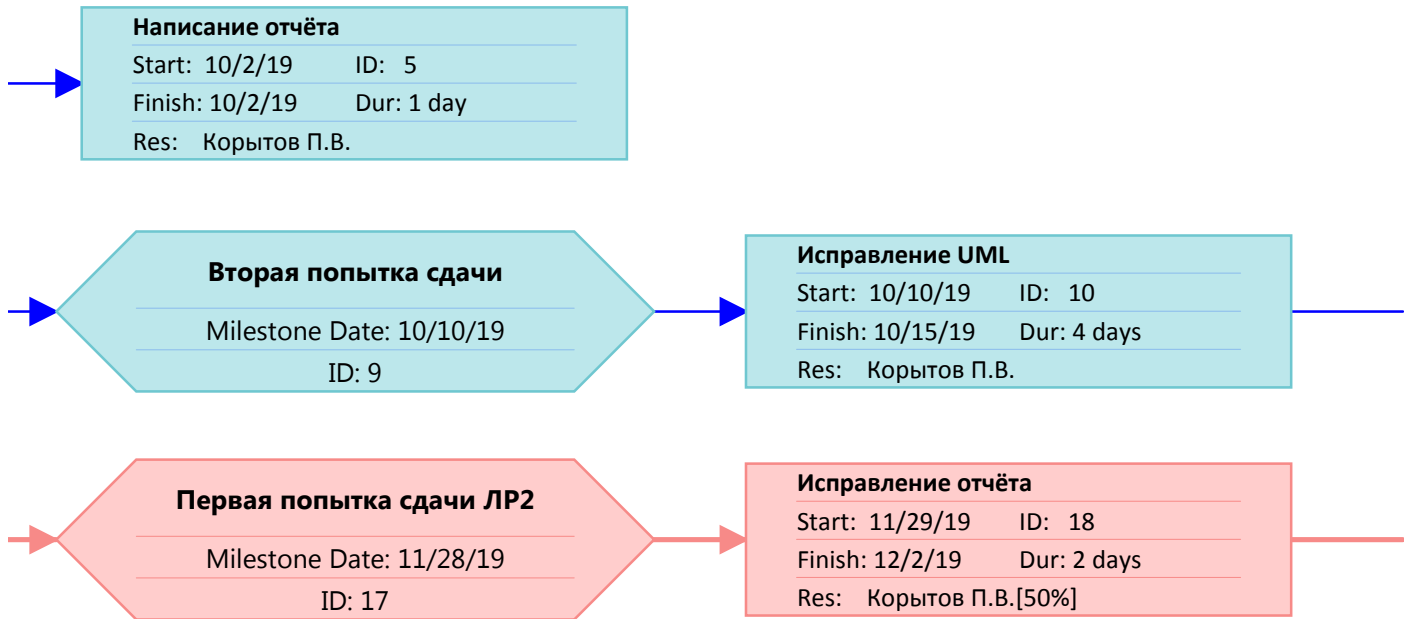 Написание отчёта
Start: 10/2/19 ID: 5
Finish: 10/2/19 Dur: 1 day
Res: Корытов П.В.
Вторая попытка сдачи
Milestone Date: 10/10/19
ID: 9
Исправление UML
Start: 10/10/19 ID: 10
Finish: 10/15/19 Dur: 4 days
Res: Корытов П.В.
Первая попытка сдачи ЛР2
Milestone Date: 11/28/19
ID: 17
Исправление отчёта
Start: 11/29/19 ID: 18
Finish: 12/2/19 Dur: 2 days
Res: Корытов П.В.[50%]